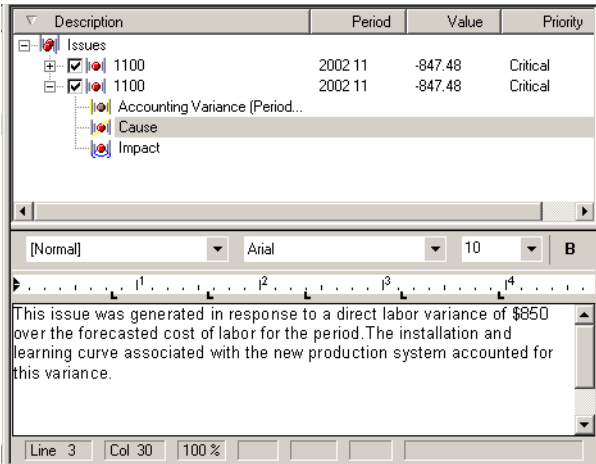 Description Period Value Priority
Issues
1100 2002 11 -847.48 Critical
1100 2002 11 -847.48 Critical
Accounting Variance (Period...
Cause
Impact
[Normal] Arial 10 B
1 2 3 4
This issue was generated in response to a direct labor variance of $850
over the forecasted cost of labor for the period.The installation and
learning curve associated with the new production system accounted for
this variance.
Line 3 Col 30 100 %